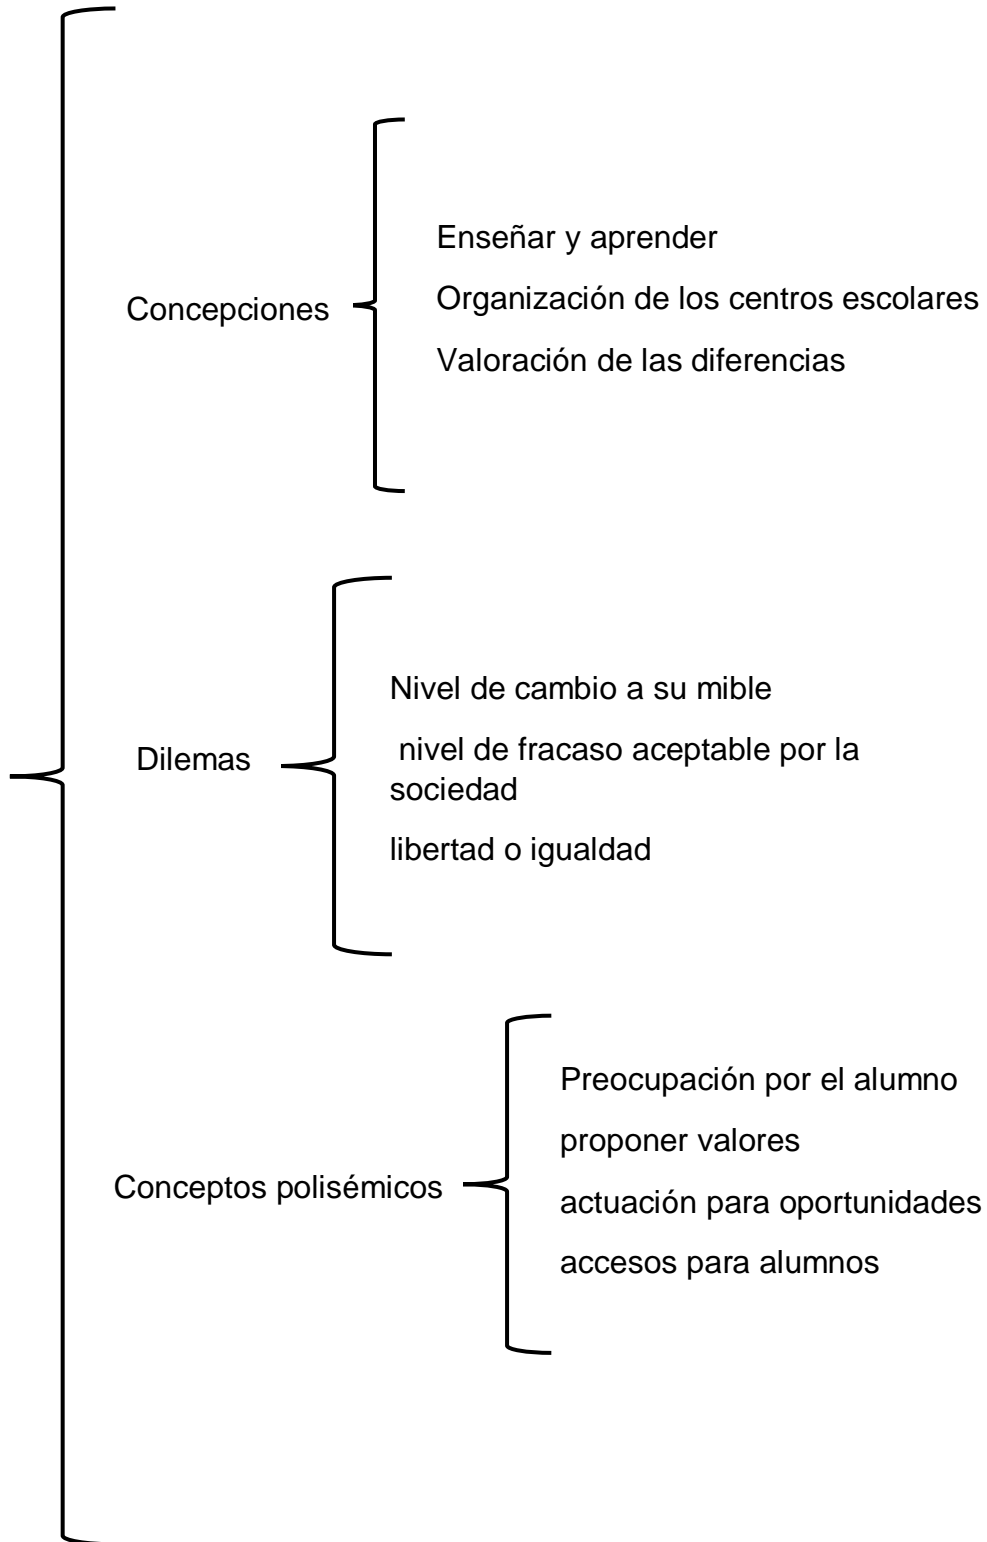 Concepciones
Enseñar y aprender
Organización de los centros escolares
Valoración de las diferencias
Dilemas
Nivel de cambio a su mible
nivel de fracaso aceptable por la
sociedad
libertad o igualdad
Conceptos polisémicos
Preocupación por el alumno
proponer valores
actuación para oportunidades
accesos para alumnos